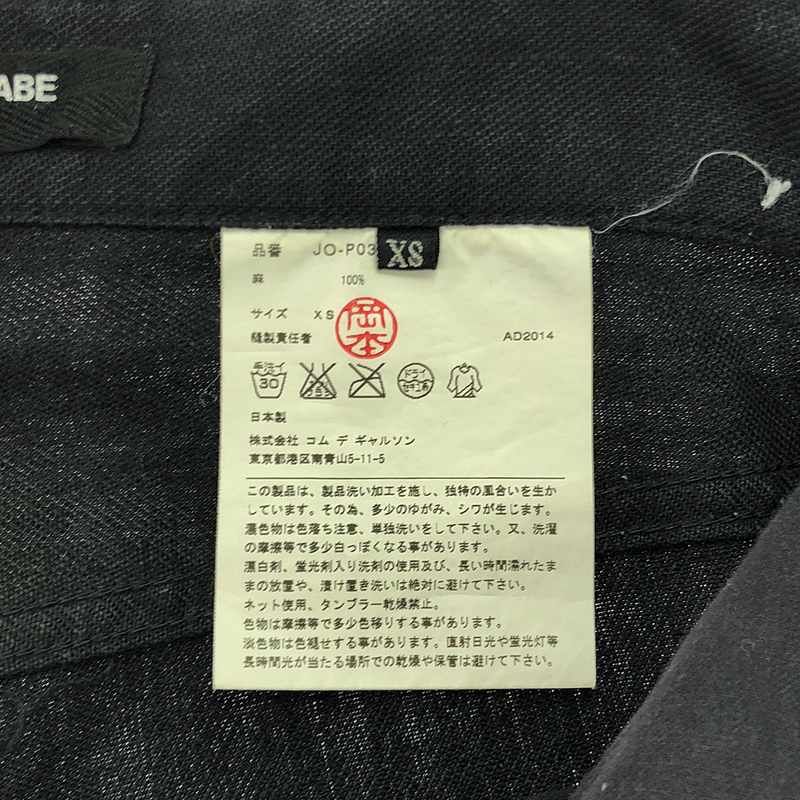 ABE
品番 JO-P03
XS
麻 100%
サイズ XS
岡本
縫製責任者
AD2014
手洗イ 30
ドライ セキユ系
日本製
株式会社 コム デ ギャルソン
東京都港区南青山5-11-5
この製品は、製品洗い加工を施し、独特の風合いを生か
しています。その為、多少のゆがみ、シワが生じます。
濃色物は色落ち注意、単独洗いをして下さい。又、洗濯
の摩擦等で多少白っぽくなる事があります。
漂白剤、蛍光剤入り洗剤の使用及び、長い時間濡れたま
まの放置や、漬け置き洗いは絶対に避けて下さい。
ネット使用、タンブラー乾燥禁止。
色物は摩擦等で多少色移りする事があります。
淡色物は色褪せする事があります。直射日光や蛍光灯等
長時間光が当たる場所での乾燥や保管は避けて下さい。